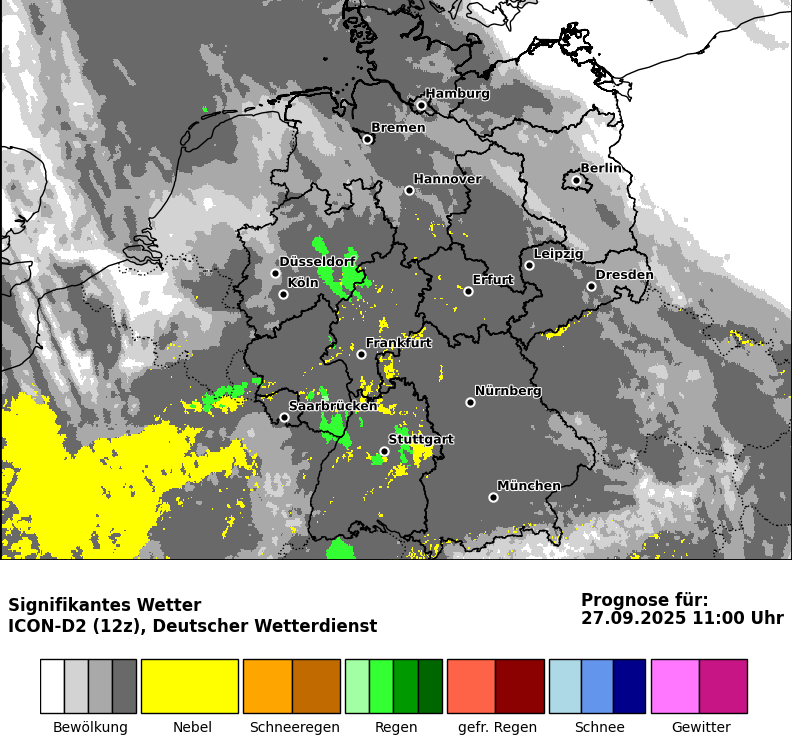 Hamburg
Bremen
Berlin
Hannover
Leipzig
Düsseldorf
Dresden
Köln
Erfurt
Frankfurt
Nürnberg
Saarbrücken
Stuttgart
München
Signifikantes Wetter
ICON-D2 (12z), Deutscher Wetterdienst
Prognose für:
27.09.2025 11:00 Uhr
Bewölkung Nebel Schneeregen Regen gefr. Regen Schnee Gewitter